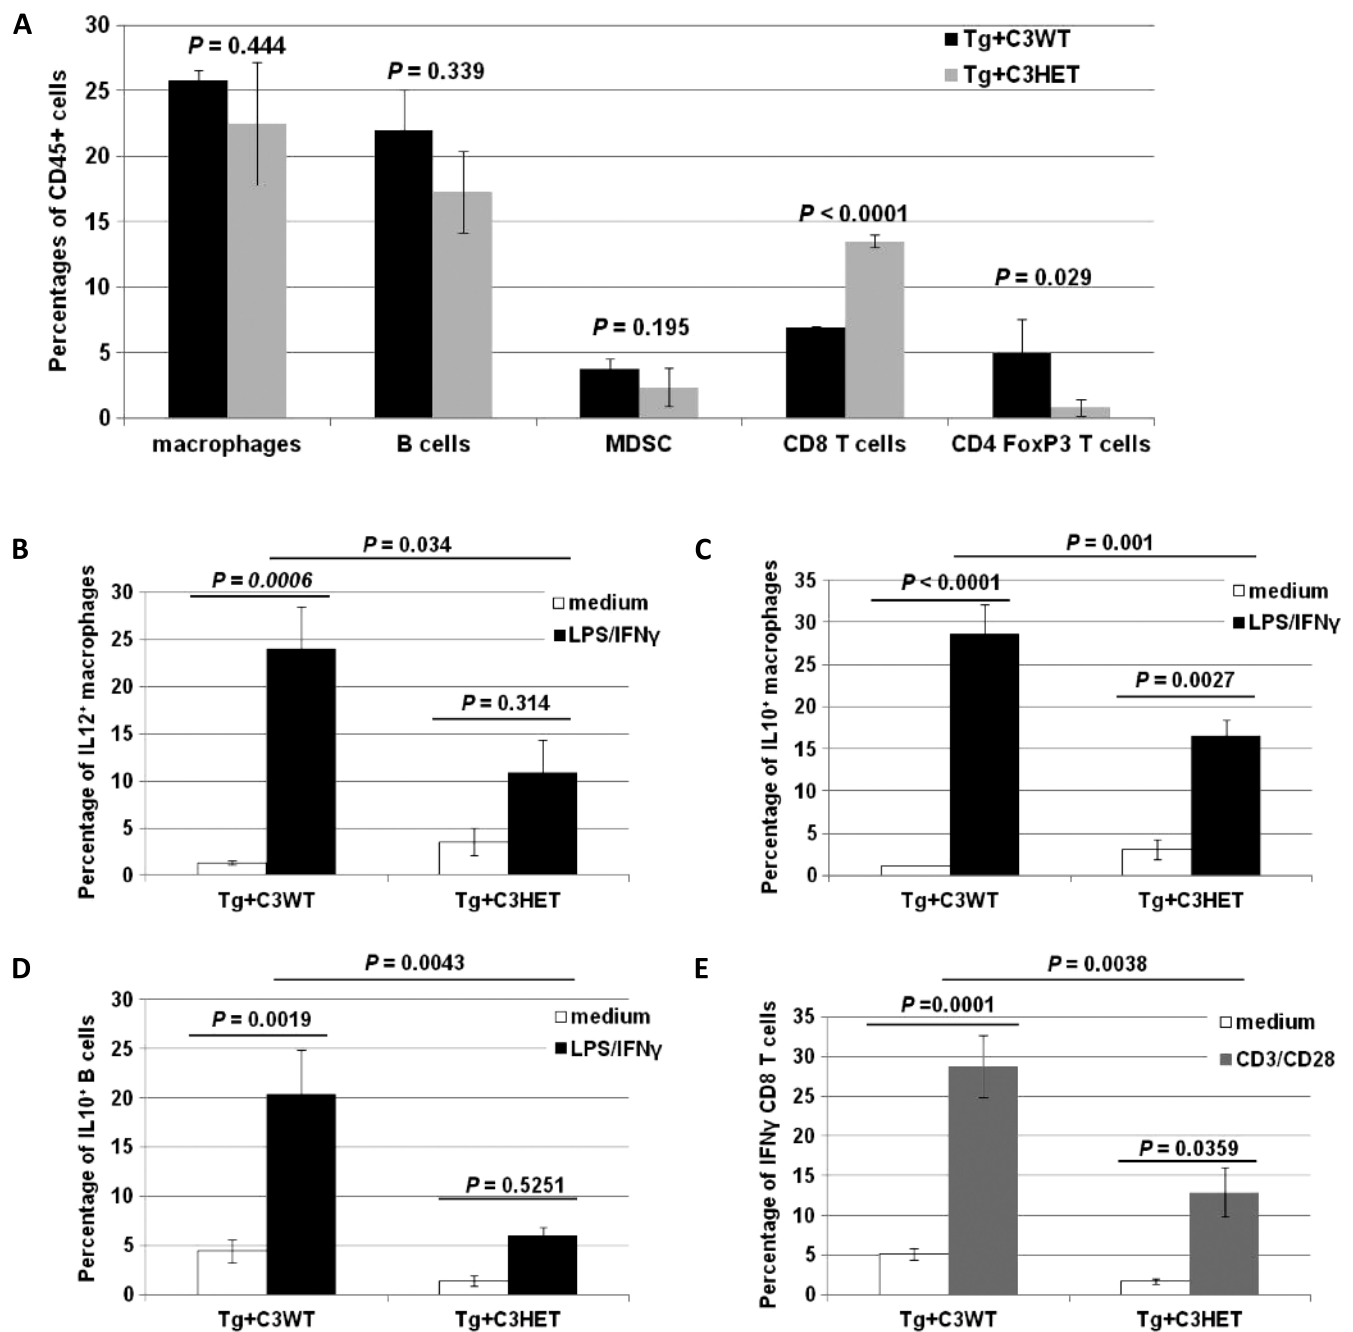 A
30
25
20
15
10
5
0
Percentages of CD45+ cells
P = 0.444
P = 0.339
P = 0.195
P < 0.0001
P = 0.029
Tg+C3WT
Tg+C3HET
macrophages
B cells
MDSC
CD8 T cells
CD4 FoxP3 T cells
B
P = 0.034
P = 0.0006
P = 0.314
medium
LPS/IFNγ
30
25
20
15
10
5
0
Percentage of IL12⁺ macrophages
Tg+C3WT
Tg+C3HET
C
P = 0.001
P < 0.0001
P = 0.0027
medium
LPS/IFNγ
35
30
25
20
15
10
5
0
Percentage of IL10⁺ macrophages
Tg+C3WT
Tg+C3HET
D
P = 0.0043
P = 0.0019
P = 0.5251
medium
LPS/IFNγ
30
25
20
15
10
5
0
Percentage of IL10⁺ B cells
Tg+C3WT
Tg+C3HET
E
P = 0.0038
P =0.0001
P = 0.0359
medium
CD3/CD28
35
30
25
20
15
10
5
0
Percentage of IFNγ CD8 T cells
Tg+C3WT
Tg+C3HET